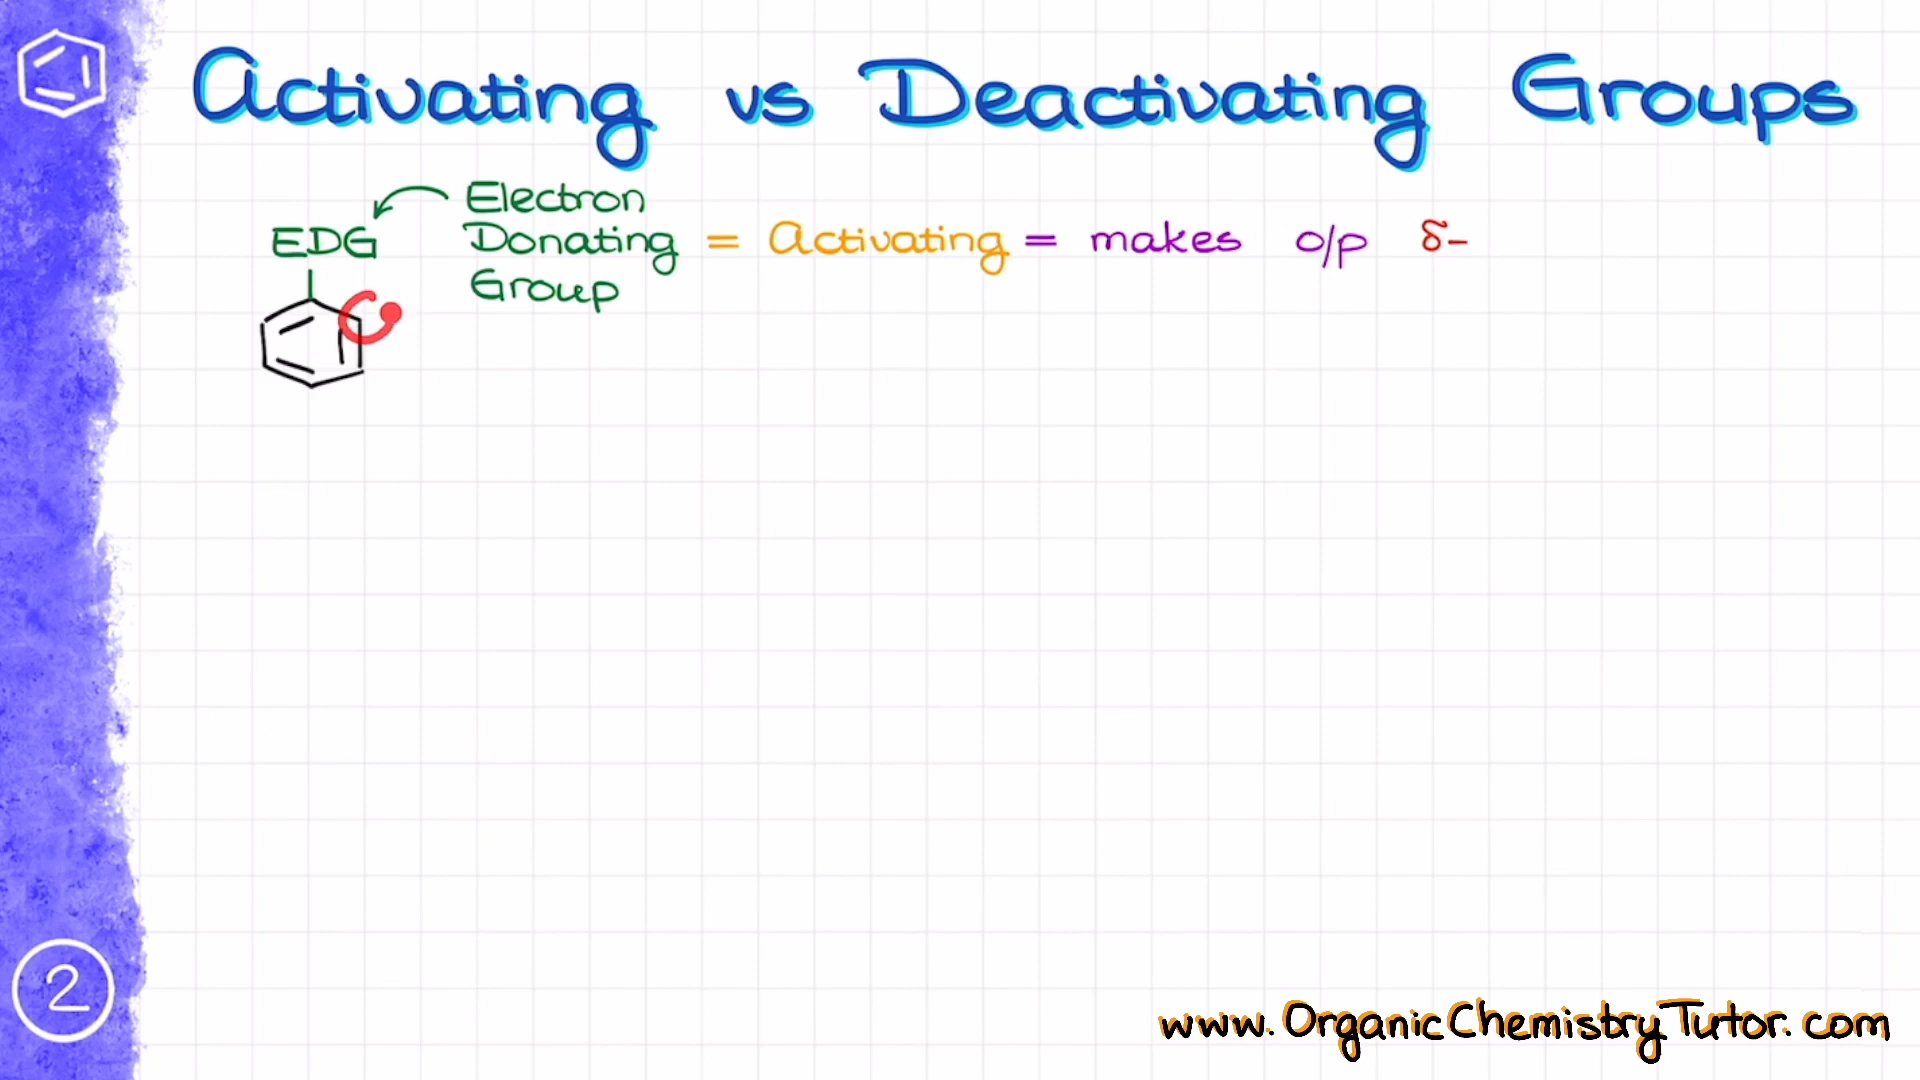 Activating vs Deactivating Groups
EDG
Electron
Donating
Group
= Activating = makes o/p δ-
2
www.OrganicChemistryTutor.com